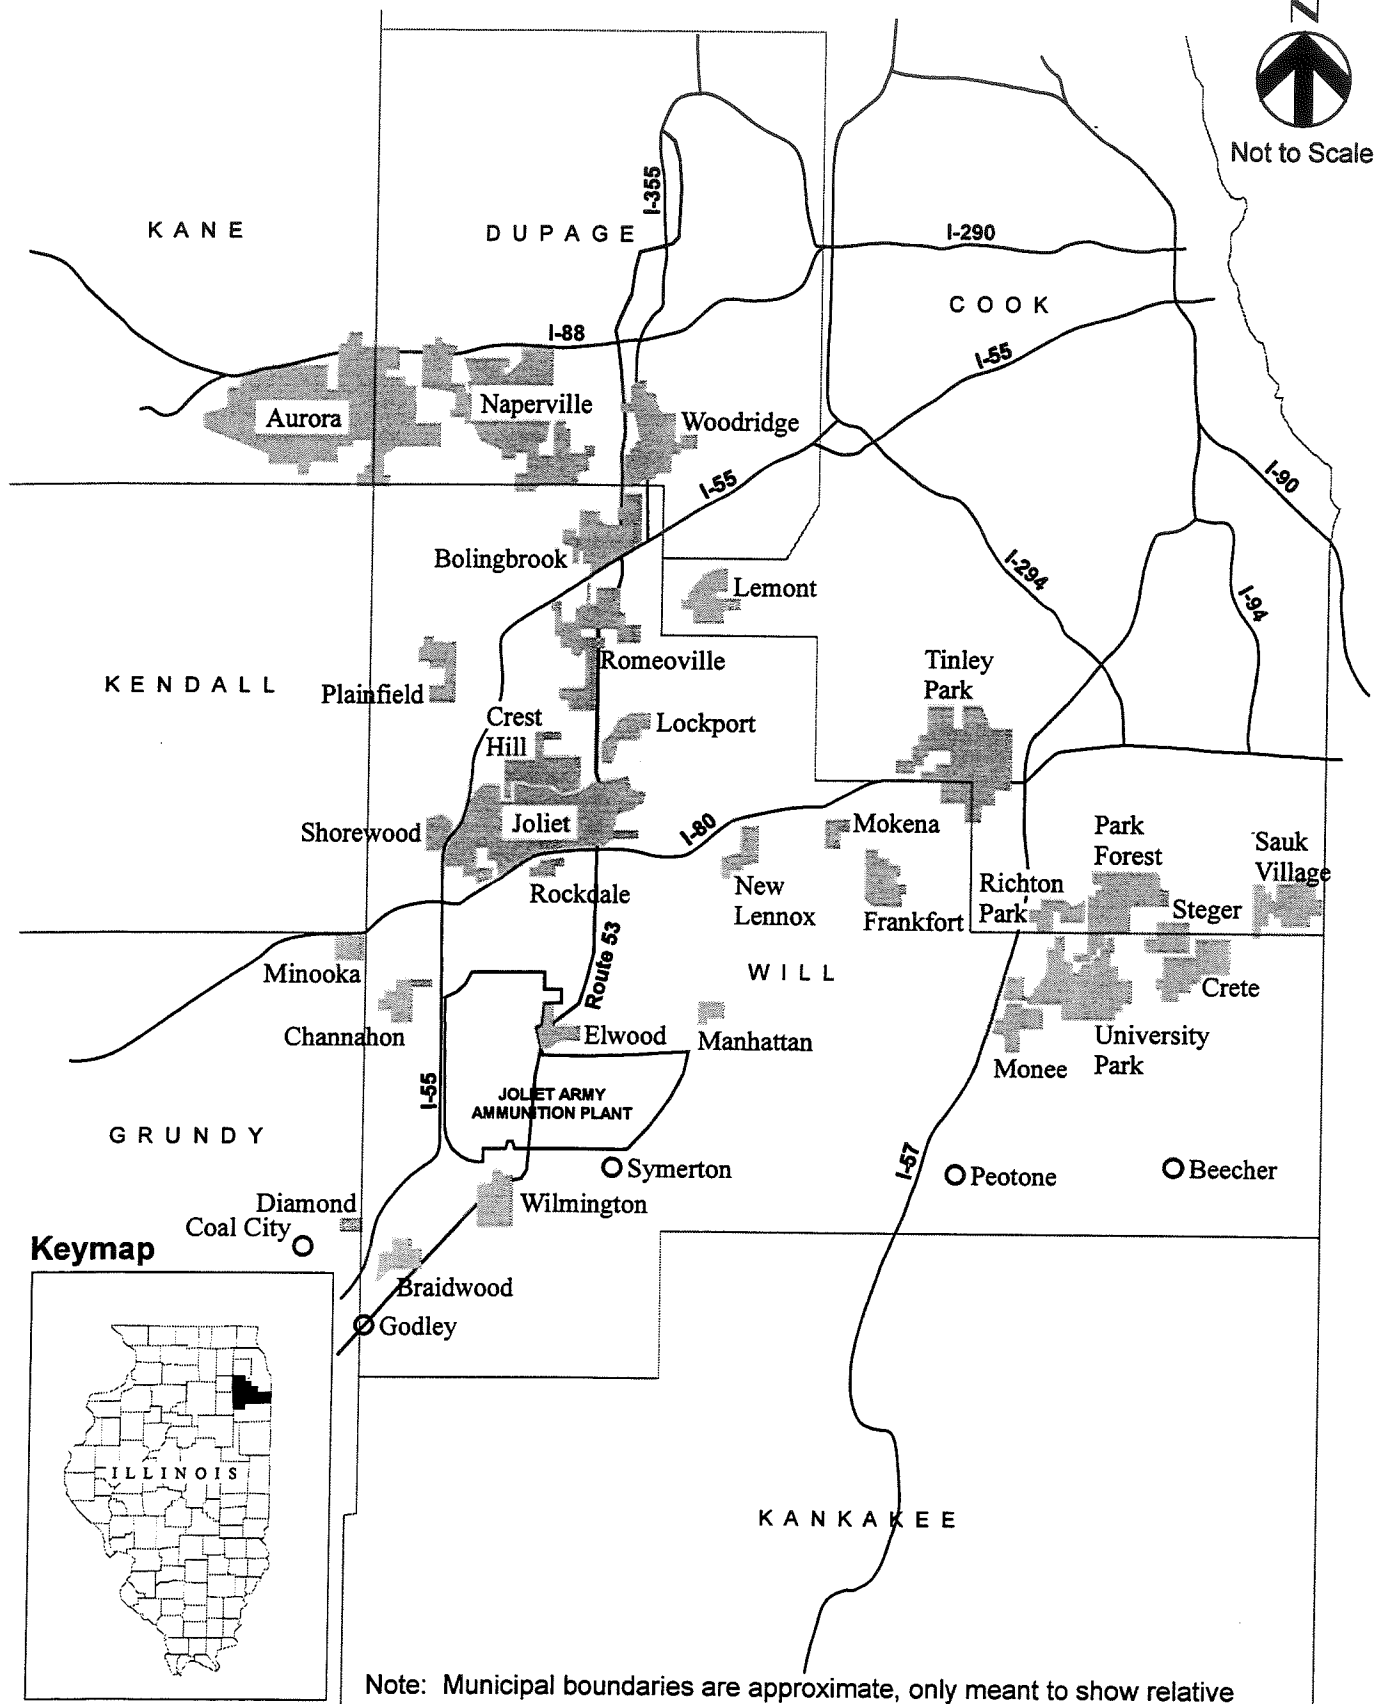 N
Not to Scale
KANE
DUPAGE
I-355
I-290
COOK
I-88
I-55
Aurora
Naperville
Woodridge
I-55
I-90
Bolingbrook
I-294
Lemont
I-94
KENDALL
Plainfield
Romeoville
Tinley
Park
Crest
Hill
Lockport
Shorewood
Joliet
I-80
Mokena
Park
Forest
Sauk
Village
Rockdale
New
Lennox
Frankfort
Richton
Park
Steger
Minooka
Route 53
WILL
Crete
Channahon
Elwood
Manhattan
University
Park
Monee
I-55
JOLIET ARMY
AMMUNITION PLANT
GRUNDY
I-57
Symerton
Peotone
Beecher
Diamond
Coal City
Wilmington
Keymap
Braidwood
Godley
ILLINOIS
KANKAKEE
Note: Municipal boundaries are approximate, only meant to show relative